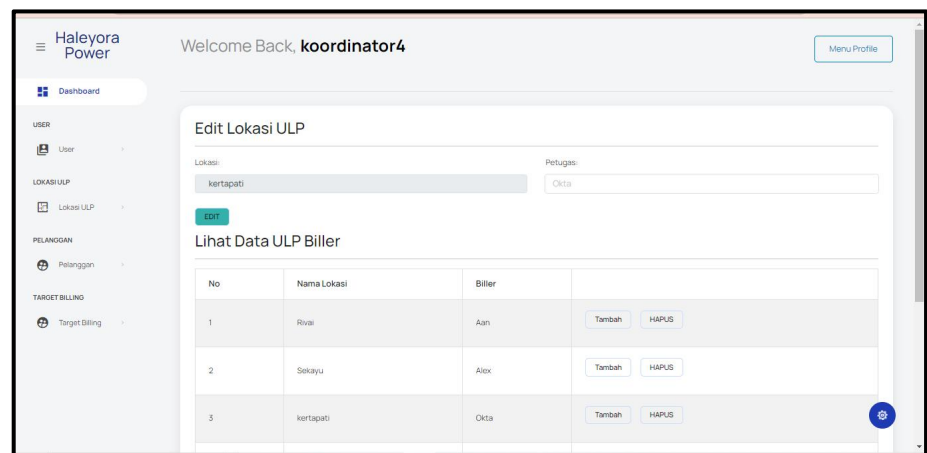 Haleyora
Power
Welcome Back, koordinator4
Menu Profile
Dashboard
USER
User
LOKASI ULP
Lokasi ULP
PELANGGAN
Pelanggan
TARGET BILLING
Target Billing
Edit Lokasi ULP
Lokasi: Petugas:
kertapati Okta
EDIT
Lihat Data ULP Biller
No Nama Lokasi Biller
1 Rivai Aan Tambah HAPUS
2 Sekayu Alex Tambah HAPUS
3 kertapati Okta Tambah HAPUS